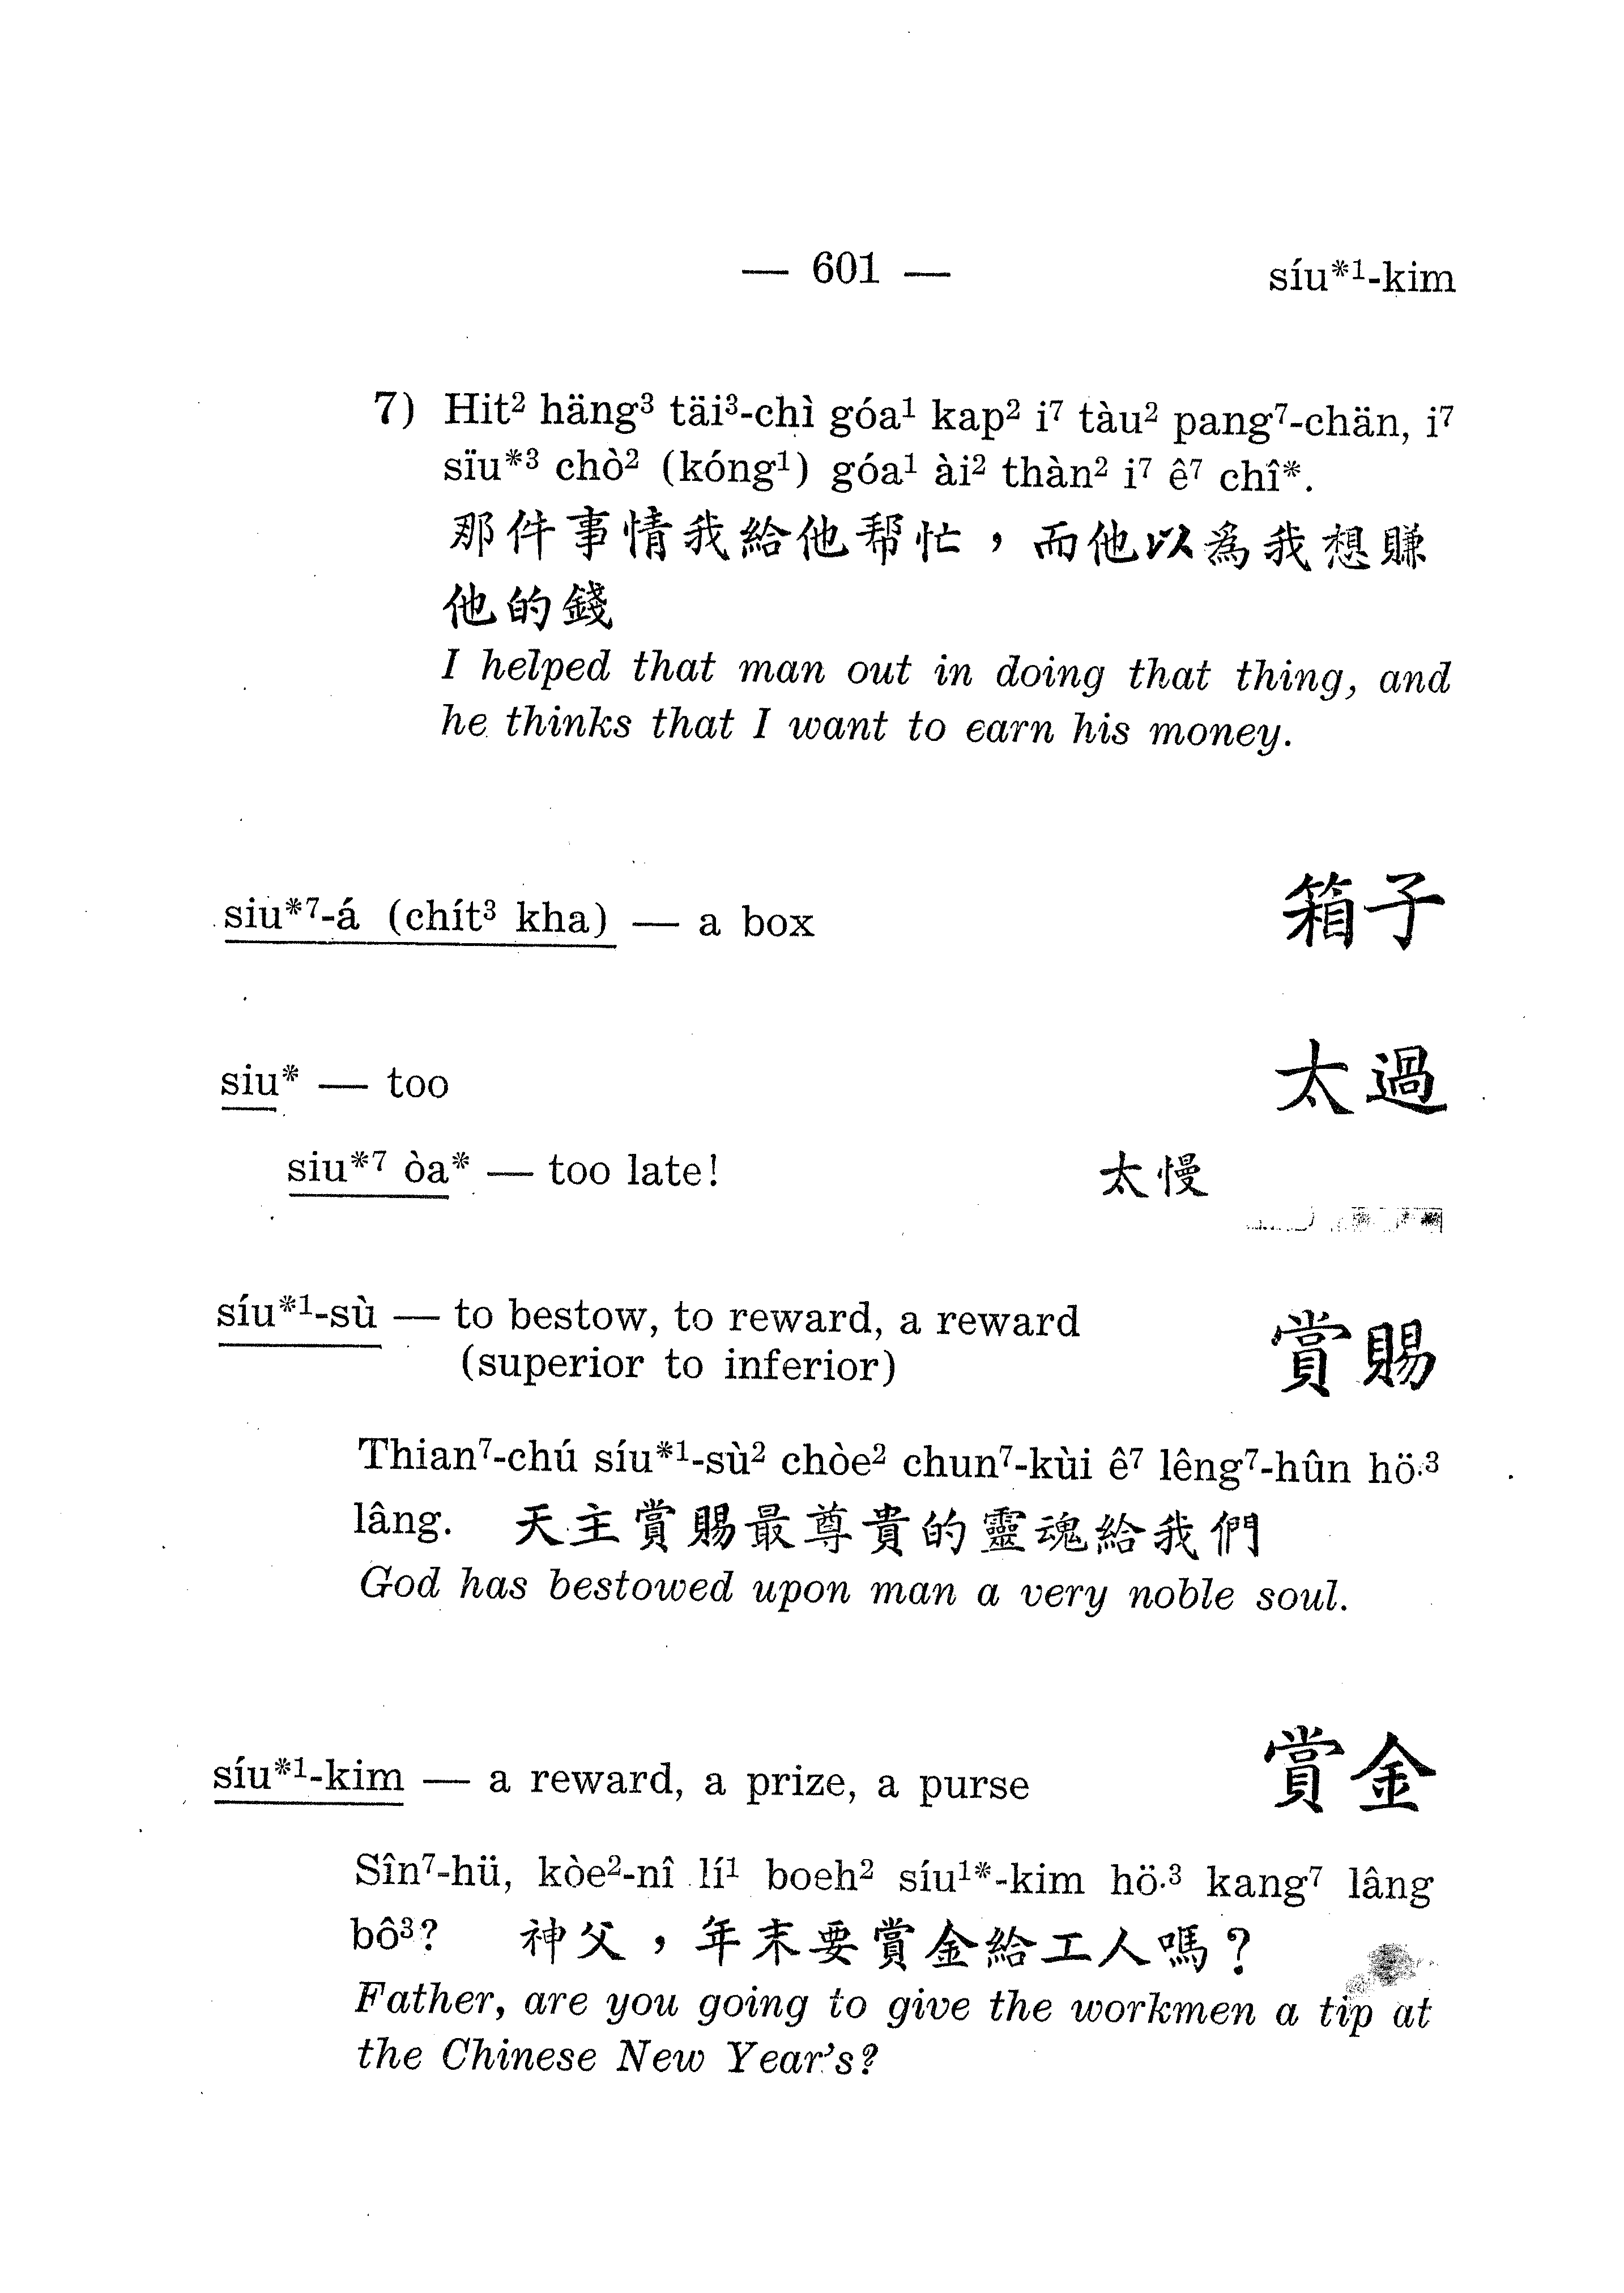 — 601 — síu*¹-kim
7) Hit² häng³ täi³-chì góa¹ kap² i⁷ tàu² pang⁷-chän, i⁷
sïu*³ chò² (kóng¹) góa¹ ài² thàn² i⁷ ê⁷ chî*.
那件事情我給他帮忙，而他以為我想賺
他的錢
I helped that man out in doing that thing, and
he thinks that I want to earn his money.
siu*⁷-á (chít³ kha) — a box 箱子
siu* — too 太過
siu*⁷ òa* — too late! 太慢
síu*¹-sù — to bestow, to reward, a reward 賞賜
(superior to inferior)
Thian⁷-chú síu*¹-sù² chòe² chun⁷-kùi ê⁷ lêng⁷-hûn hö·³
lâng. 天主賞賜最尊貴的靈魂給我們
God has bestowed upon man a very noble soul.
síu*¹-kim — a reward, a prize, a purse 賞金
Sîn⁷-hü, kòe²-nî lí¹ boeh² síu¹*-kim hö·³ kang⁷ lâng
bô³? 神父，年末要賞金給工人嗎？
Father, are you going to give the workmen a tip at
the Chinese New Year's?